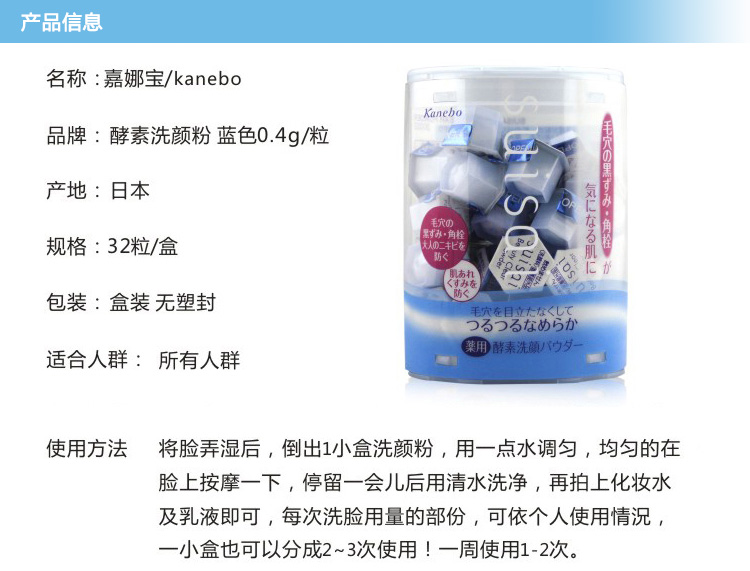 产品信息
名称：嘉娜宝/kanebo
品牌：酵素洗颜粉 蓝色0.4g/粒
产地：日本
规格：32粒/盒
包装：盒装 无塑封
适合人群：所有人群
Kanebo
suisai
毛穴の黒ずみ・角栓が
気になる肌に
毛穴の
黒ずみ・角栓
大人のニキビを
防ぐ
肌あれ
くすみを
防ぐ
毛穴を目立たなくして
つるつるなめらか
薬用 酵素洗顔パウダー
使用方法
将脸弄湿后，倒出1小盒洗颜粉，用一点水调匀，均匀的在
脸上按摩一下，停留一会儿后用清水洗净，再拍上化妆水
及乳液即可，每次洗脸用量的部份，可依个人使用情况，
一小盒也可以分成2~3次使用！一周使用1-2次。